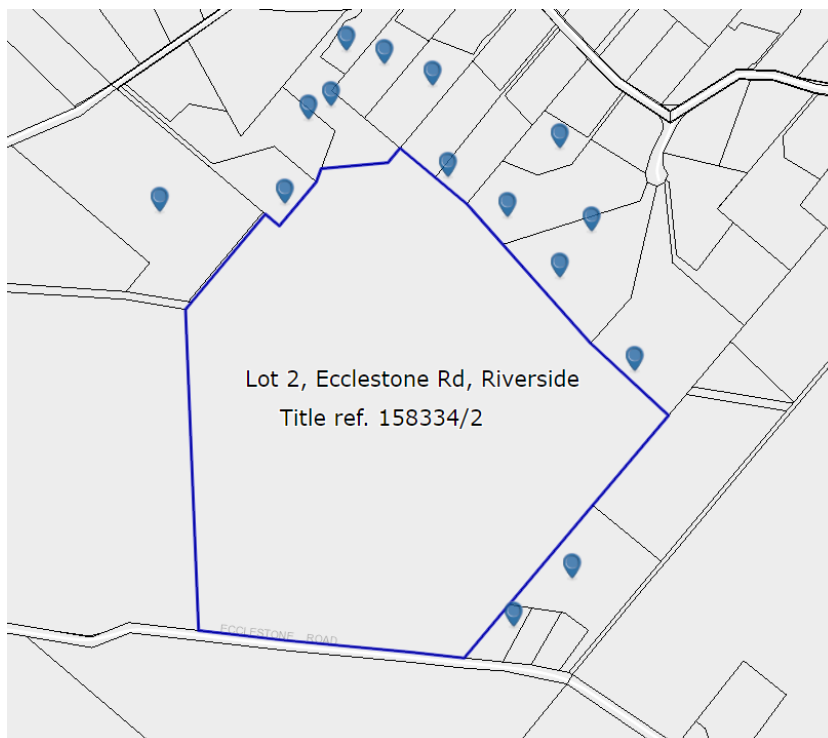 Lot 2, Ecclestone Rd, Riverside
Title ref. 158334/2
ECCLESTONE ROAD